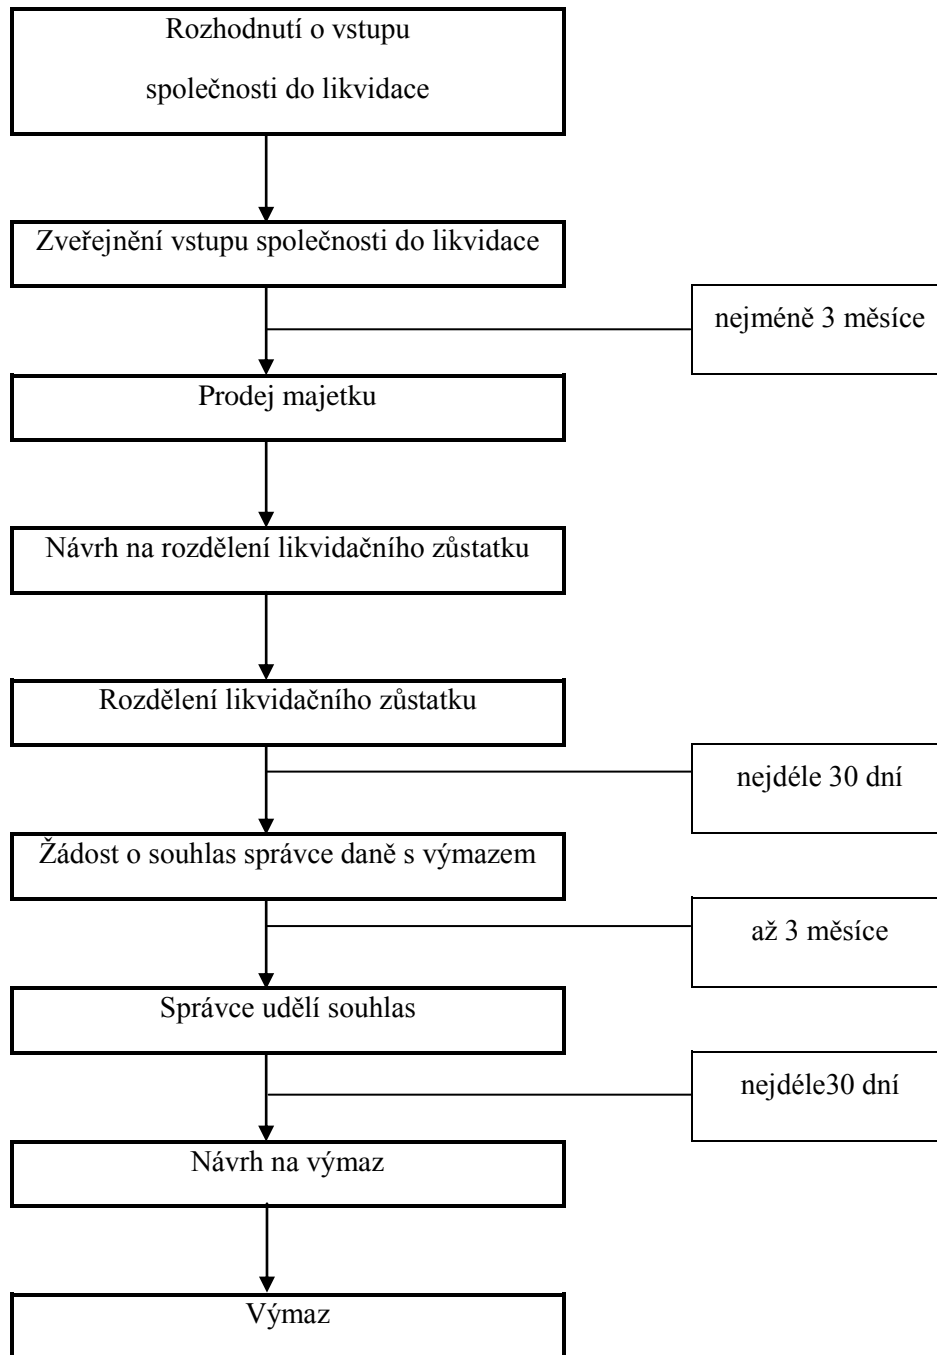 Rozhodnutí o vstupu
společnosti do likvidace
Zveřejnění vstupu společnosti do likvidace
nejméně 3 měsíce
Prodej majetku
Návrh na rozdělení likvidačního zůstatku
Rozdělení likvidačního zůstatku
nejdéle 30 dní
Žádost o souhlas správce daně s výmazem
až 3 měsíce
Správce udělí souhlas
nejdéle30 dní
Návrh na výmaz
Výmaz